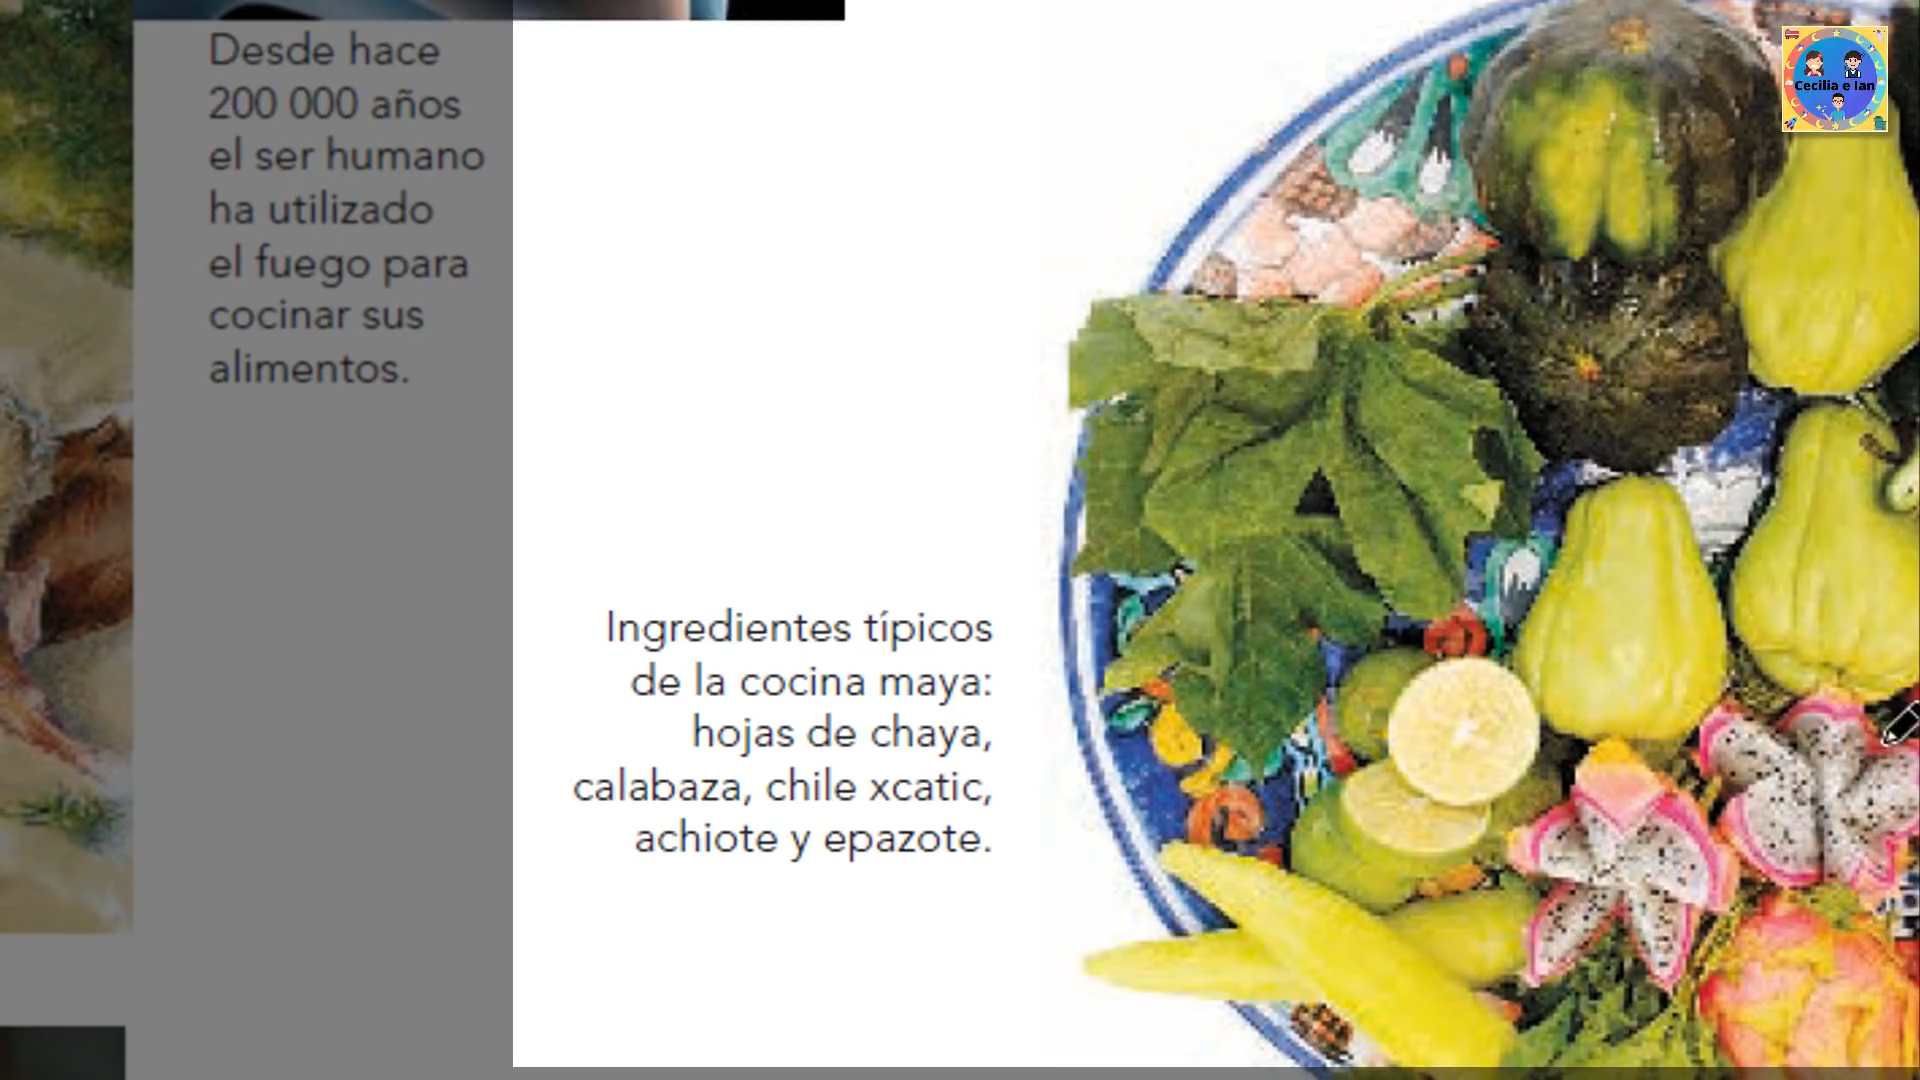 Desde hace
200 000 años
el ser humano
ha utilizado
el fuego para
cocinar sus
alimentos.
Ingredientes típicos
de la cocina maya:
hojas de chaya,
calabaza, chile xcatic,
achiote y epazote.
Cecilia e Ian